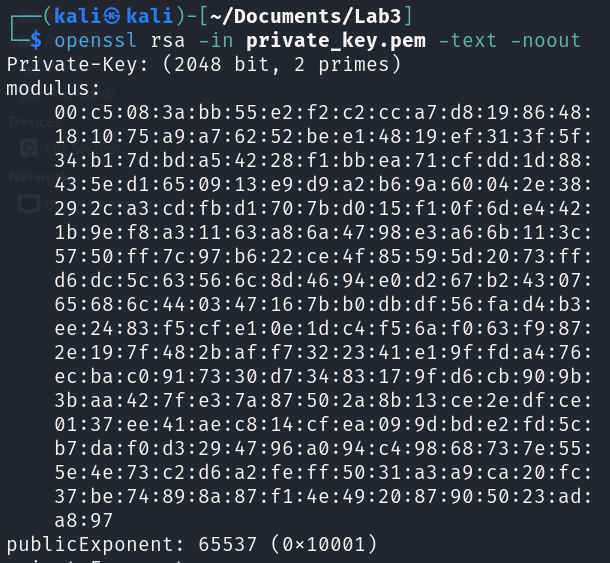 ┌──(kali㉿kali)-[~/Documents/Lab3]
└─$ openssl rsa -in private_key.pem -text -noout
Private-Key: (2048 bit, 2 primes)
modulus:
    00:c5:08:3a:bb:55:e2:f2:c2:cc:a7:d8:19:86:48:
    18:10:75:a9:a7:62:52:be:e1:48:19:ef:31:3f:5f:
    34:b1:7d:bd:a5:42:28:f1:bb:ea:71:cf:dd:1d:88:
    43:5e:d1:65:09:13:e9:d9:a2:b6:9a:60:04:2e:38:
    29:2c:a3:cd:fb:d1:70:7b:d0:15:f1:0f:6d:e4:42:
    1b:9e:f8:a3:11:63:a8:6a:47:98:e3:a6:6b:11:3c:
    57:50:ff:7c:97:b6:22:ce:4f:85:59:5d:20:73:ff:
    d6:dc:5c:63:56:6c:8d:46:94:e0:d2:67:b2:43:07:
    65:68:6c:44:03:47:16:7b:b0:db:df:56:fa:d4:b3:
    ee:24:83:f5:cf:e1:0e:1d:c4:f5:6a:f0:63:f9:87:
    2e:19:7f:48:2b:af:f7:32:23:41:e1:9f:fd:a4:76:
    ec:ba:c0:91:73:30:d7:34:83:17:9f:d6:cb:90:9b:
    3b:aa:42:7f:e3:7a:87:50:2a:8b:13:ce:2e:df:ce:
    01:37:ee:41:ae:c8:14:cf:ea:09:9d:bd:e2:fd:5c:
    b7:da:f0:d3:29:47:96:a0:94:c4:98:68:73:7e:55:
    5e:4e:73:c2:d6:a2:fe:ff:50:31:a3:a9:ca:20:fc:
    37:be:74:89:8a:87:f1:4e:49:20:87:90:50:23:ad:
    a8:97
publicExponent: 65537 (0×10001)